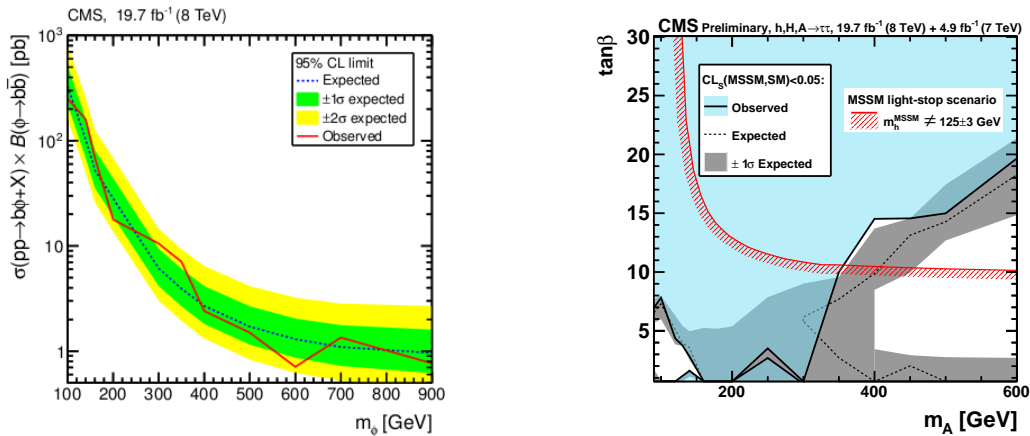 CMS, 19.7 fb⁻¹ (8 TeV)
σ(pp→bϕ+X) × B(ϕ→bb̅) [pb]
10³
10²
10
1
95% CL limit
Expected
±1σ expected
±2σ expected
Observed
100 200 300 400 500 600 700 800 900
m_ϕ [GeV]
CMS Preliminary, h,H,A→ττ, 19.7 fb⁻¹ (8 TeV) + 4.9 fb⁻¹ (7 TeV)
tanβ
30
25
20
15
10
5
CL_S(MSSM,SM)<0.05:
Observed
Expected
± 1σ Expected
MSSM light-stop scenario
m_h^MSSM ≠ 125±3 GeV
200 400 600
m_A [GeV]